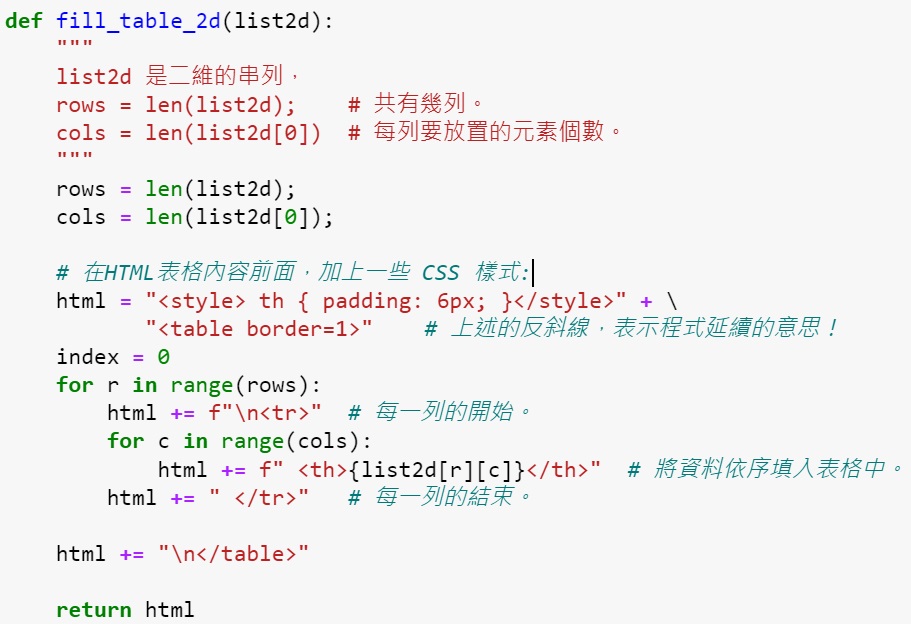 def fill_table_2d(list2d):
    """
    list2d 是二維的串列，
    rows = len(list2d);    # 共有幾列。
    cols = len(list2d[0])  # 每列要放置的元素個數。
    """
    rows = len(list2d);
    cols = len(list2d[0]);
    # 在HTML表格內容前面，加上一些 CSS 樣式:
    html = "<style> th { padding: 6px; }</style>" + \
           "<table border=1>"    # 上述的反斜線，表示程式延續的意思！
    index = 0
    for r in range(rows):
        html += f"\n<tr>"  # 每一列的開始。
        for c in range(cols):
            html += f" <th>{list2d[r][c]}</th>"  # 將資料依序填入表格中。
        html += " </tr>"   # 每一列的結束。
    html += "\n</table>"
    return html